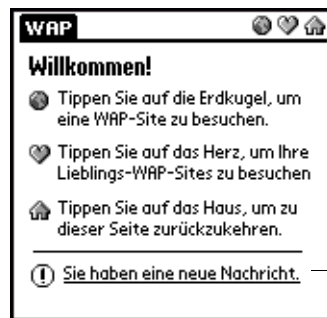 WAP
Willkommen!
Tippen Sie auf die Erdkugel, um
eine WAP-Site zu besuchen.
Tippen Sie auf das Herz, um Ihre
Lieblings-WAP-Sites zu besuchen
Tippen Sie auf das Haus, um zu
dieser Seite zurückzukehren.
Sie haben eine neue Nachricht.